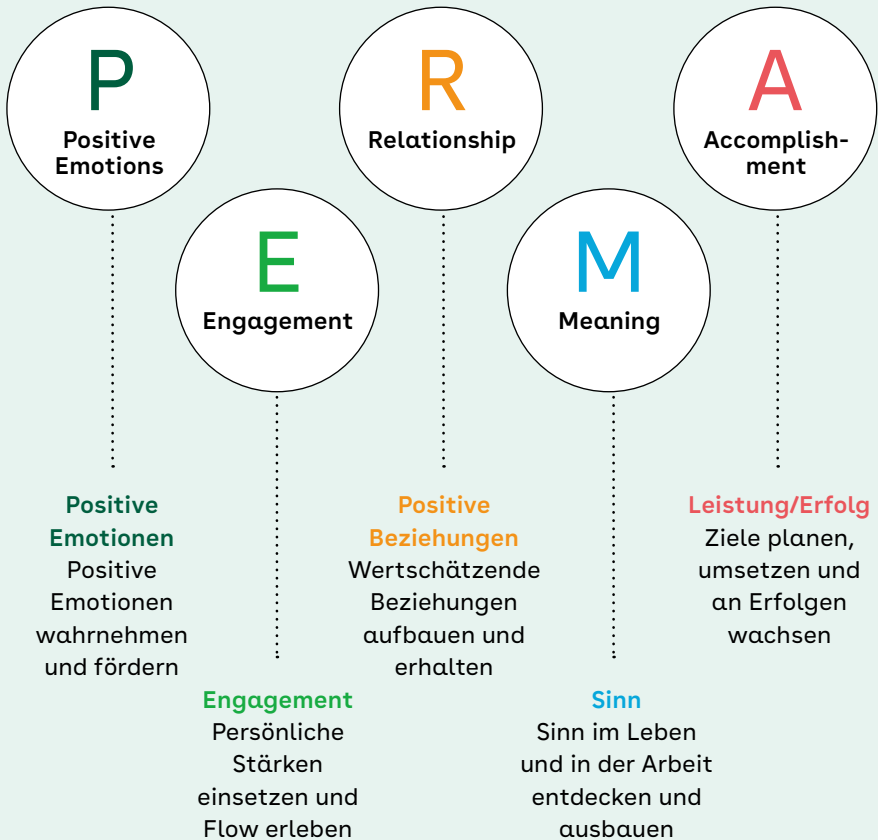 P
Positive
Emotions
E
Engagement
R
Relationship
M
Meaning
A
Accomplish-
ment
Positive
Emotionen
Positive
Emotionen
wahrnehmen
und fördern
Engagement
Persönliche
Stärken
einsetzen und
Flow erleben
Positive
Beziehungen
Wertschätzende
Beziehungen
aufbauen und
erhalten
Sinn
Sinn im Leben
und in der Arbeit
entdecken und
ausbauen
Leistung/Erfolg
Ziele planen,
umsetzen und
an Erfolgen
wachsen